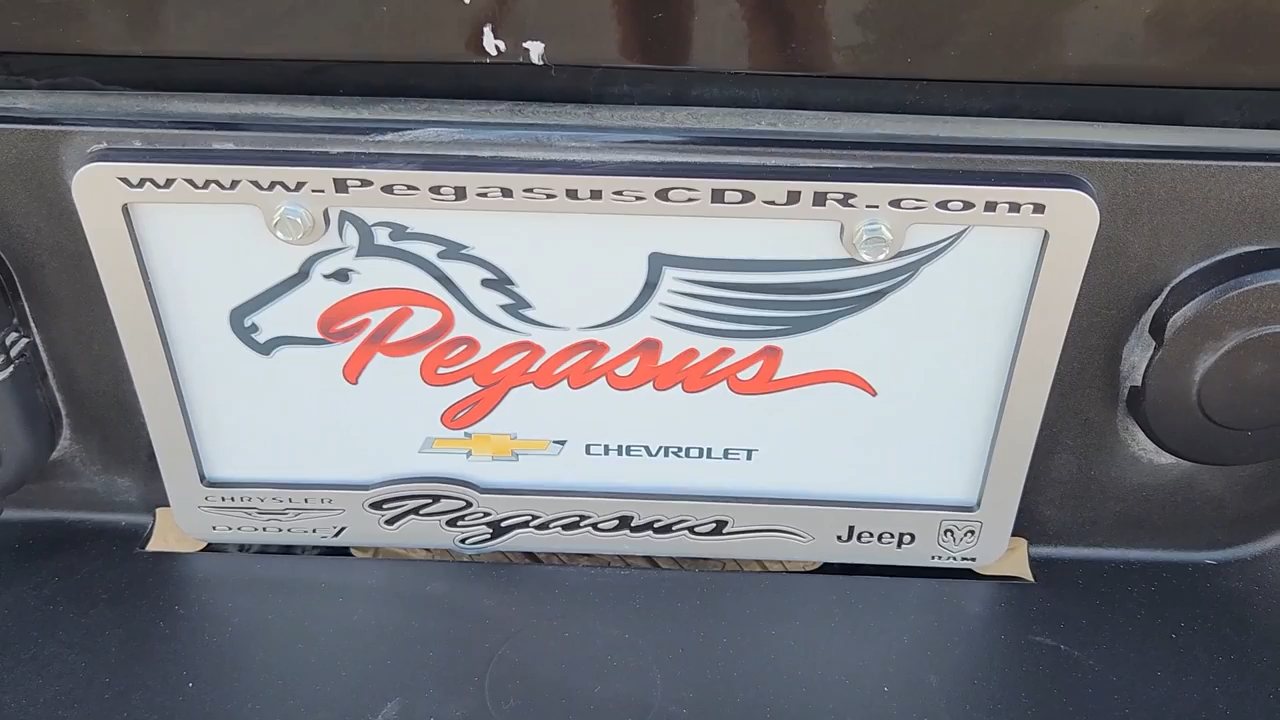 www.PegasusCDJR.com
Pegasus
CHEVROLET
CHRYSLER
DODGE
Pegasus
Jeep
RAM